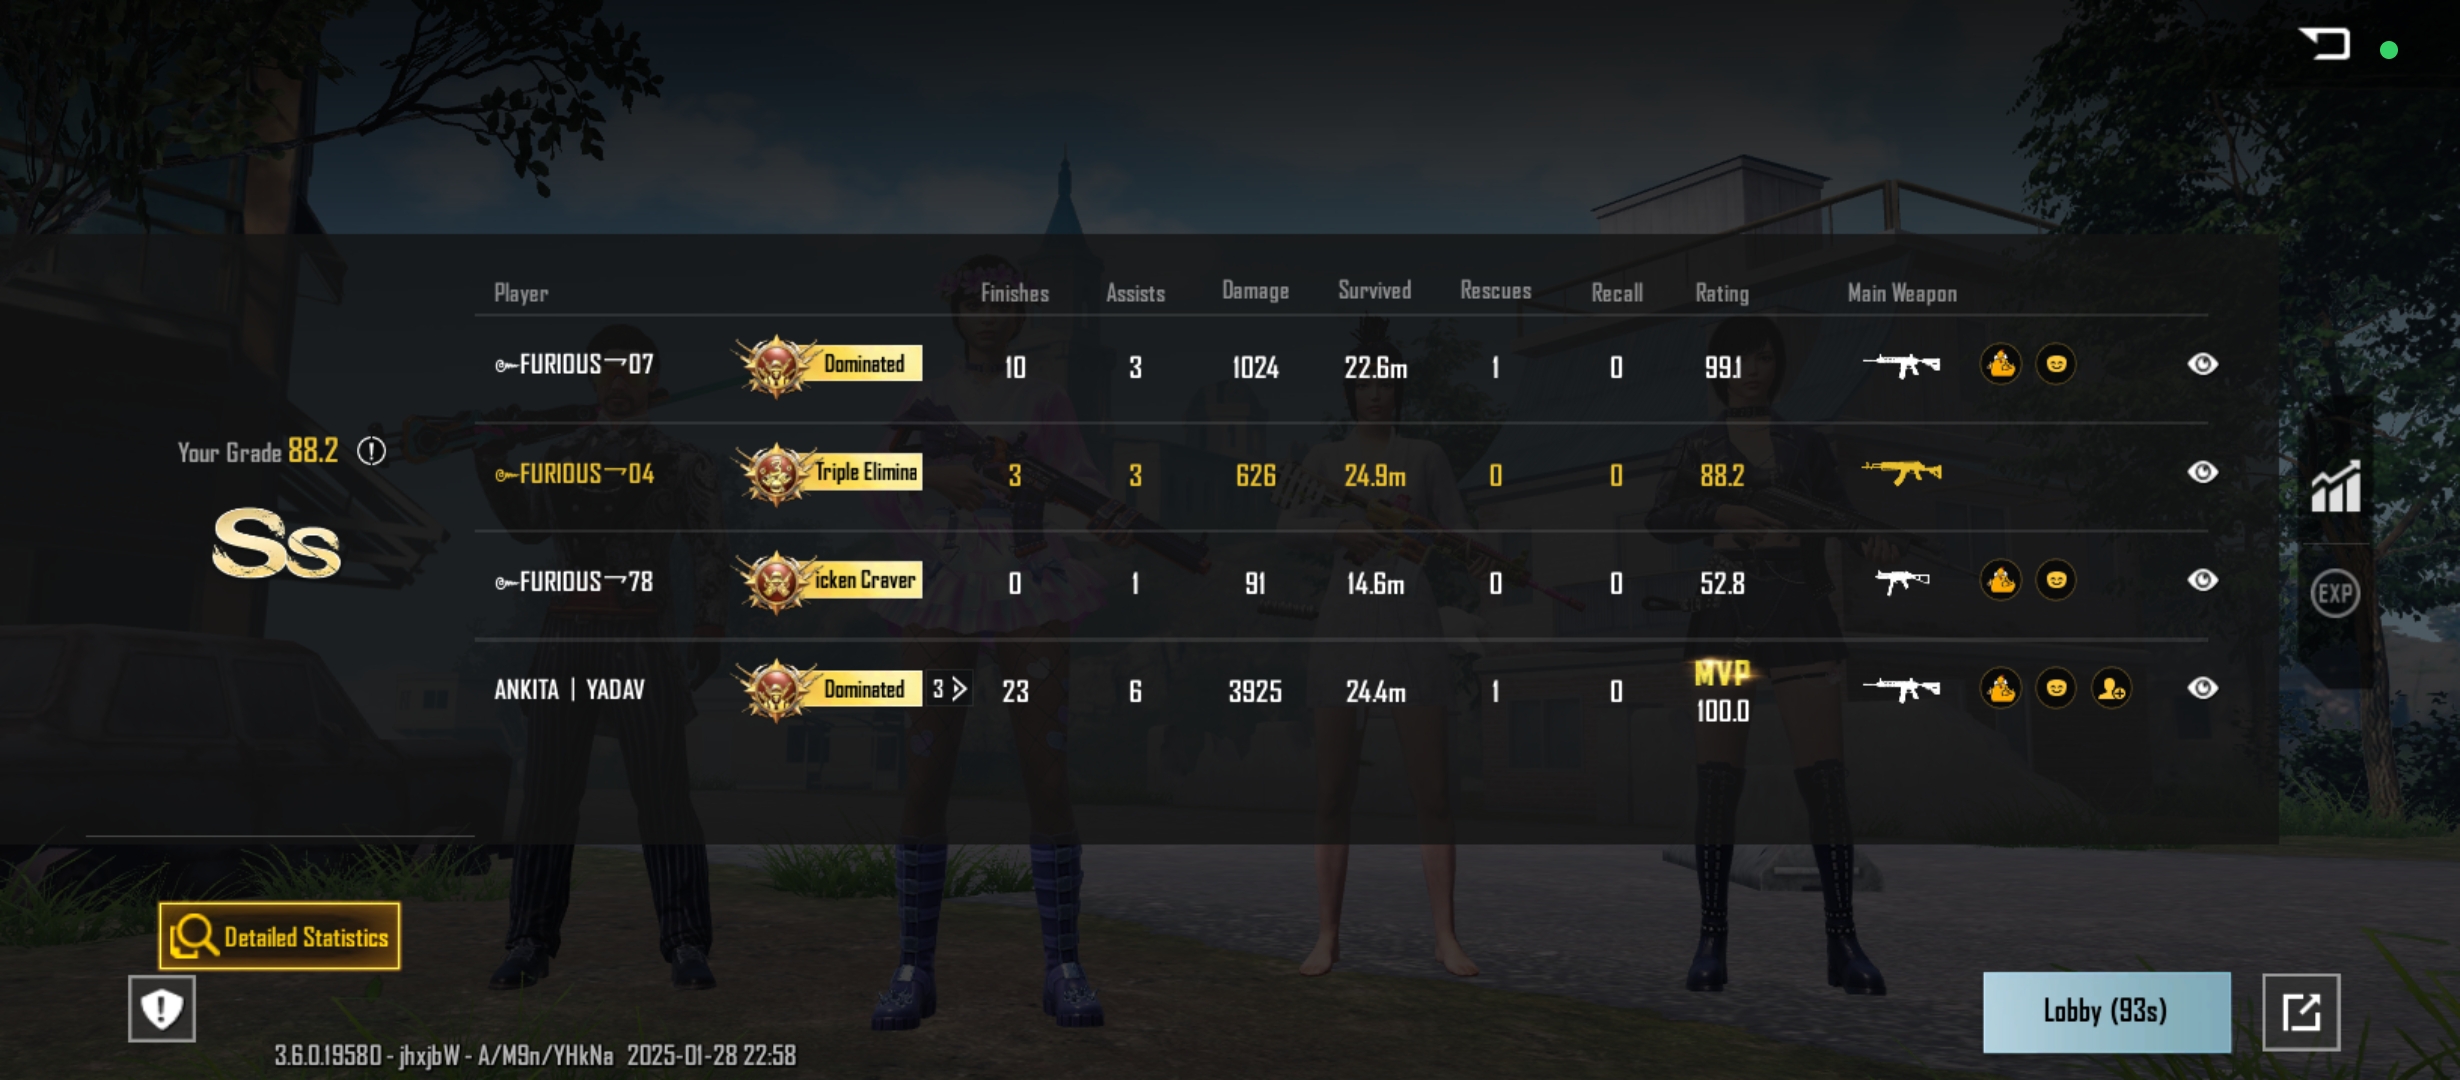 Player Finishes Assists Damage Survived Rescues Recall Rating Main Weapon
FURIOUS 07 Dominated 10 3 1024 22.6m 1 0 99.1
Your Grade 88.2
Ss
FURIOUS 04 Triple Elimina 3 3 626 24.9m 0 0 88.2
FURIOUS 78 icken Craver 0 1 91 14.6m 0 0 52.8
EXP
ANKITA | YADAV Dominated 3 23 6 3925 24.4m 1 0 MVP
100.0
Detailed Statistics
Lobby (93s)
3.6.0.19580 - jhxjbW - A/M9n/YHkNa 2025-01-28 22:58